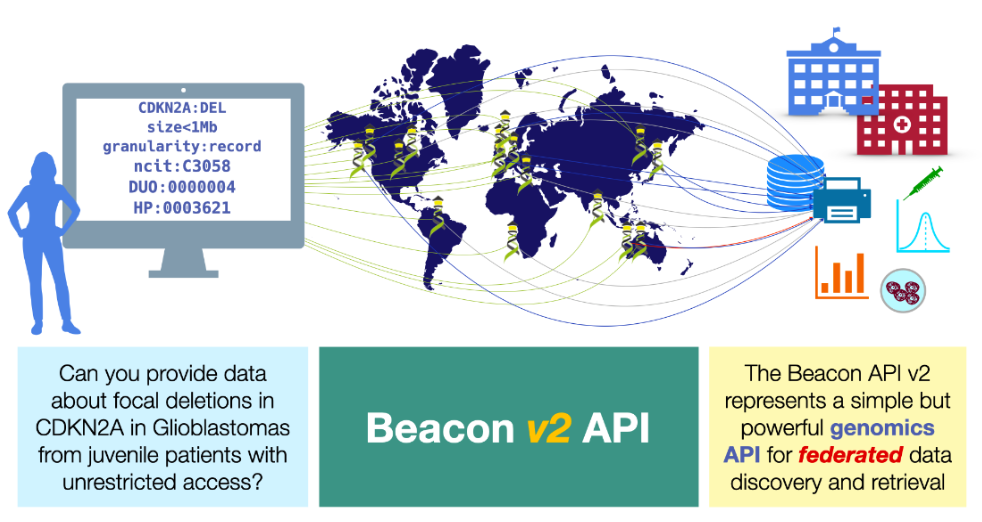 CDKN2A:DEL
size<1Mb
granularity:record
ncit:C3058
DUO:0000004
HP:0003621
Can you provide data
about focal deletions in
CDKN2A in Glioblastomas
from juvenile patients with
unrestricted access?
Beacon v2 API
The Beacon API v2
represents a simple but
powerful genomics
API for federated data
discovery and retrieval